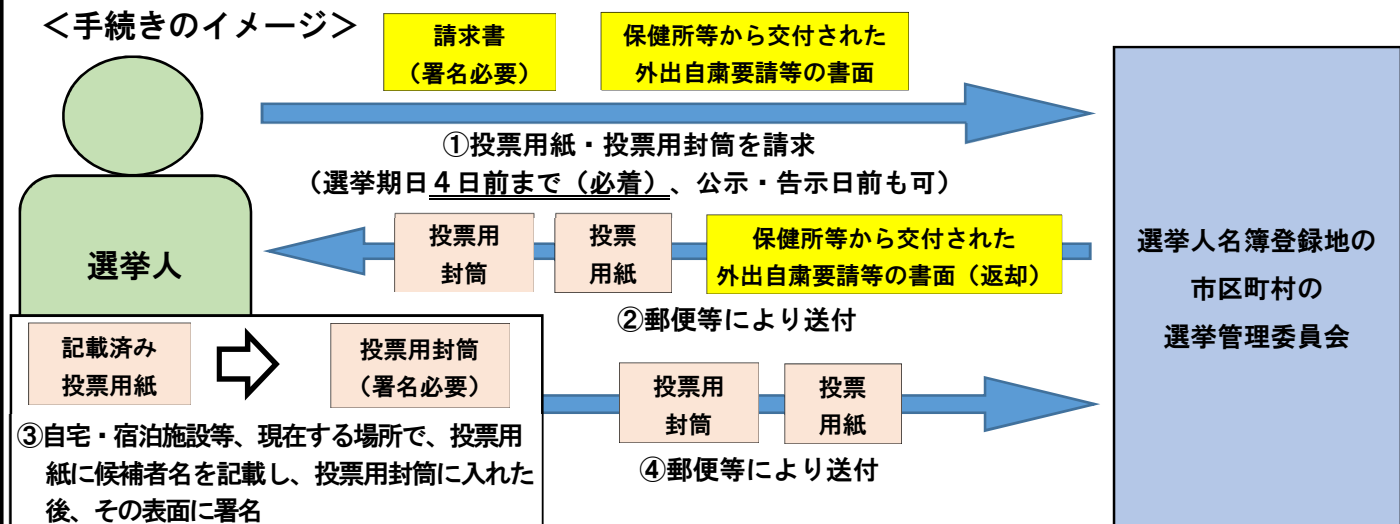 ＜手続きのイメージ＞
請求書
（署名必要）
保健所等から交付された
外出自粛要請等の書面
①投票用紙・投票用封筒を請求
（選挙期日４日前まで（必着）、公示・告示日前も可）
選挙人
投票用
封筒
投票
用紙
保健所等から交付された
外出自粛要請等の書面（返却）
②郵便等により送付
選挙人名簿登録地の
市区町村の
選挙管理委員会
記載済み
投票用紙
投票用封筒
（署名必要）
③自宅・宿泊施設等、現在する場所で、投票用
紙に候補者名を記載し、投票用封筒に入れた
後、その表面に署名
投票用
封筒
投票
用紙
④郵便等により送付